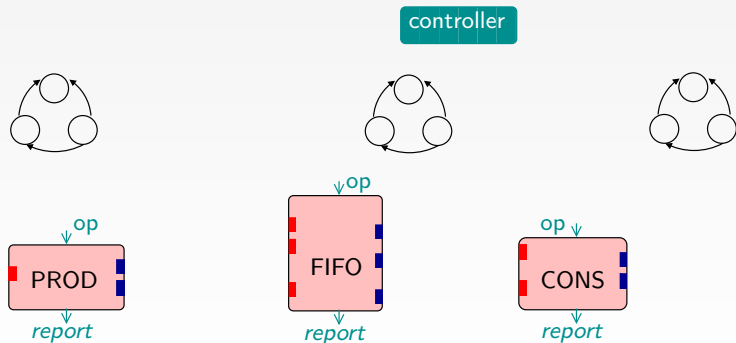 controller
op
op
op
PROD
FIFO
CONS
report
report
report